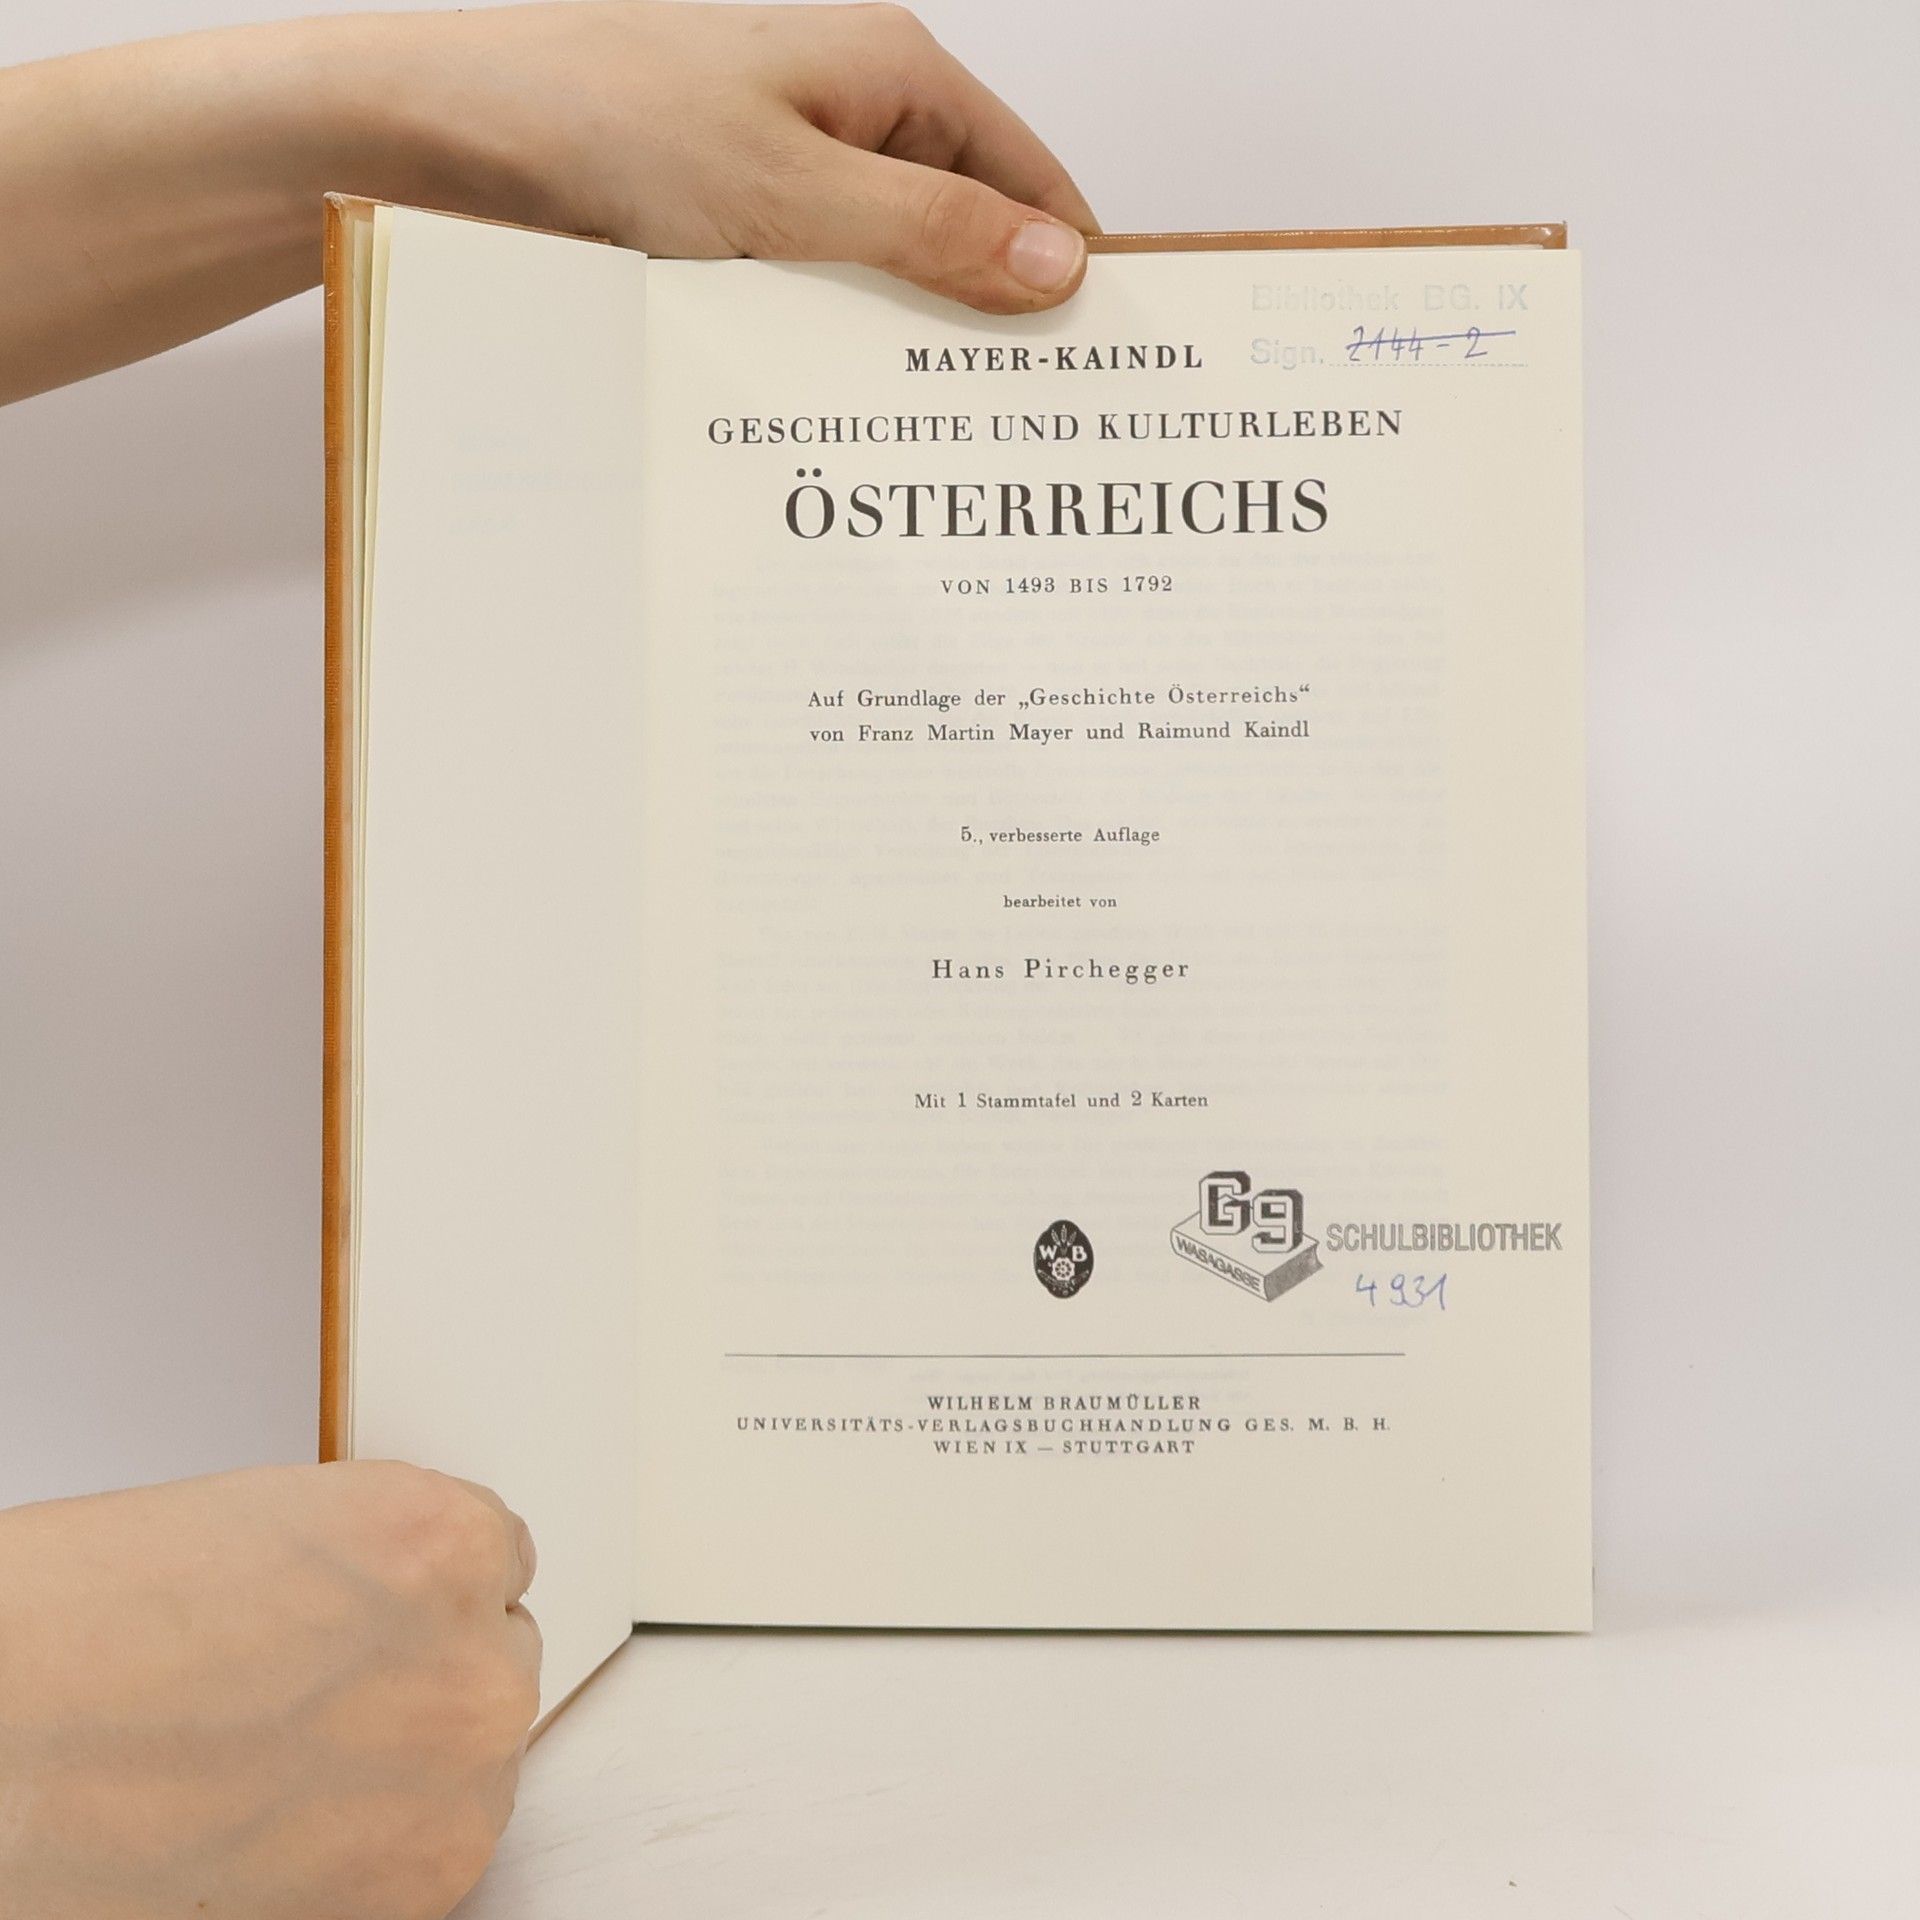 Bibliothek BG. IX
Sign. 2144-2
MAYER-KAINDL
GESCHICHTE UND KULTURLEBEN
ÖSTERREICHS
VON 1493 BIS 1792
Auf Grundlage der „Geschichte Österreichs“
von Franz Martin Mayer und Raimund Kaindl
5., verbesserte Auflage
bearbeitet von
Hans Pirchegger
Mit 1 Stammtafel und 2 Karten
WB
G9
WASAGASSE
SCHULBIBLIOTHEK
4931
WILHELM BRAUMÜLLER
UNIVERSITÄTS-VERLAGSBUCHHANDLUNG GES. M. B. H.
WIEN IX — STUTTGART